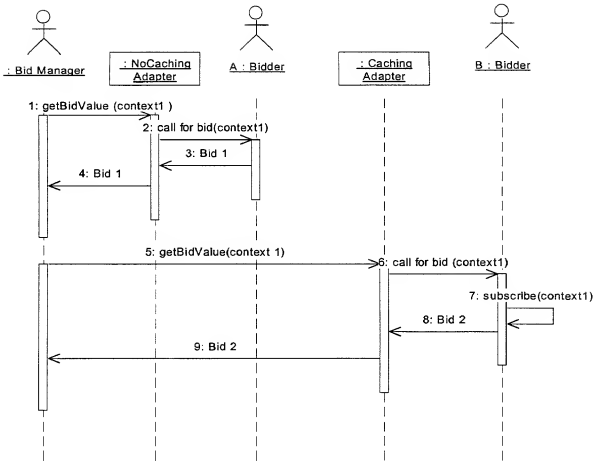 : Bid Manager
: NoCaching
Adapter
A : Bidder
: Caching
Adapter
B : Bidder
1: getBidValue (context1 )
2: call for bid(context1)
3: Bid 1
4: Bid 1
5: getBidValue(context 1)
6: call for bid (context1)
7: subscribe(context1)
8: Bid 2
9: Bid 2